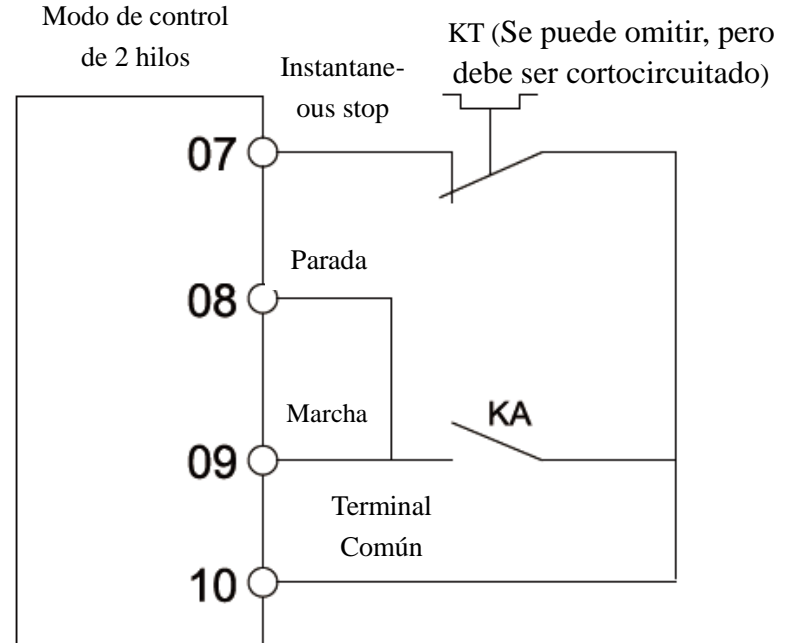 Modo de control
de 2 hilos
KT (Se puede omitir, pero
debe ser cortocircuitado)
Instantane-
ous stop
07
Parada
08
Marcha
KA
09
Terminal
Común
10